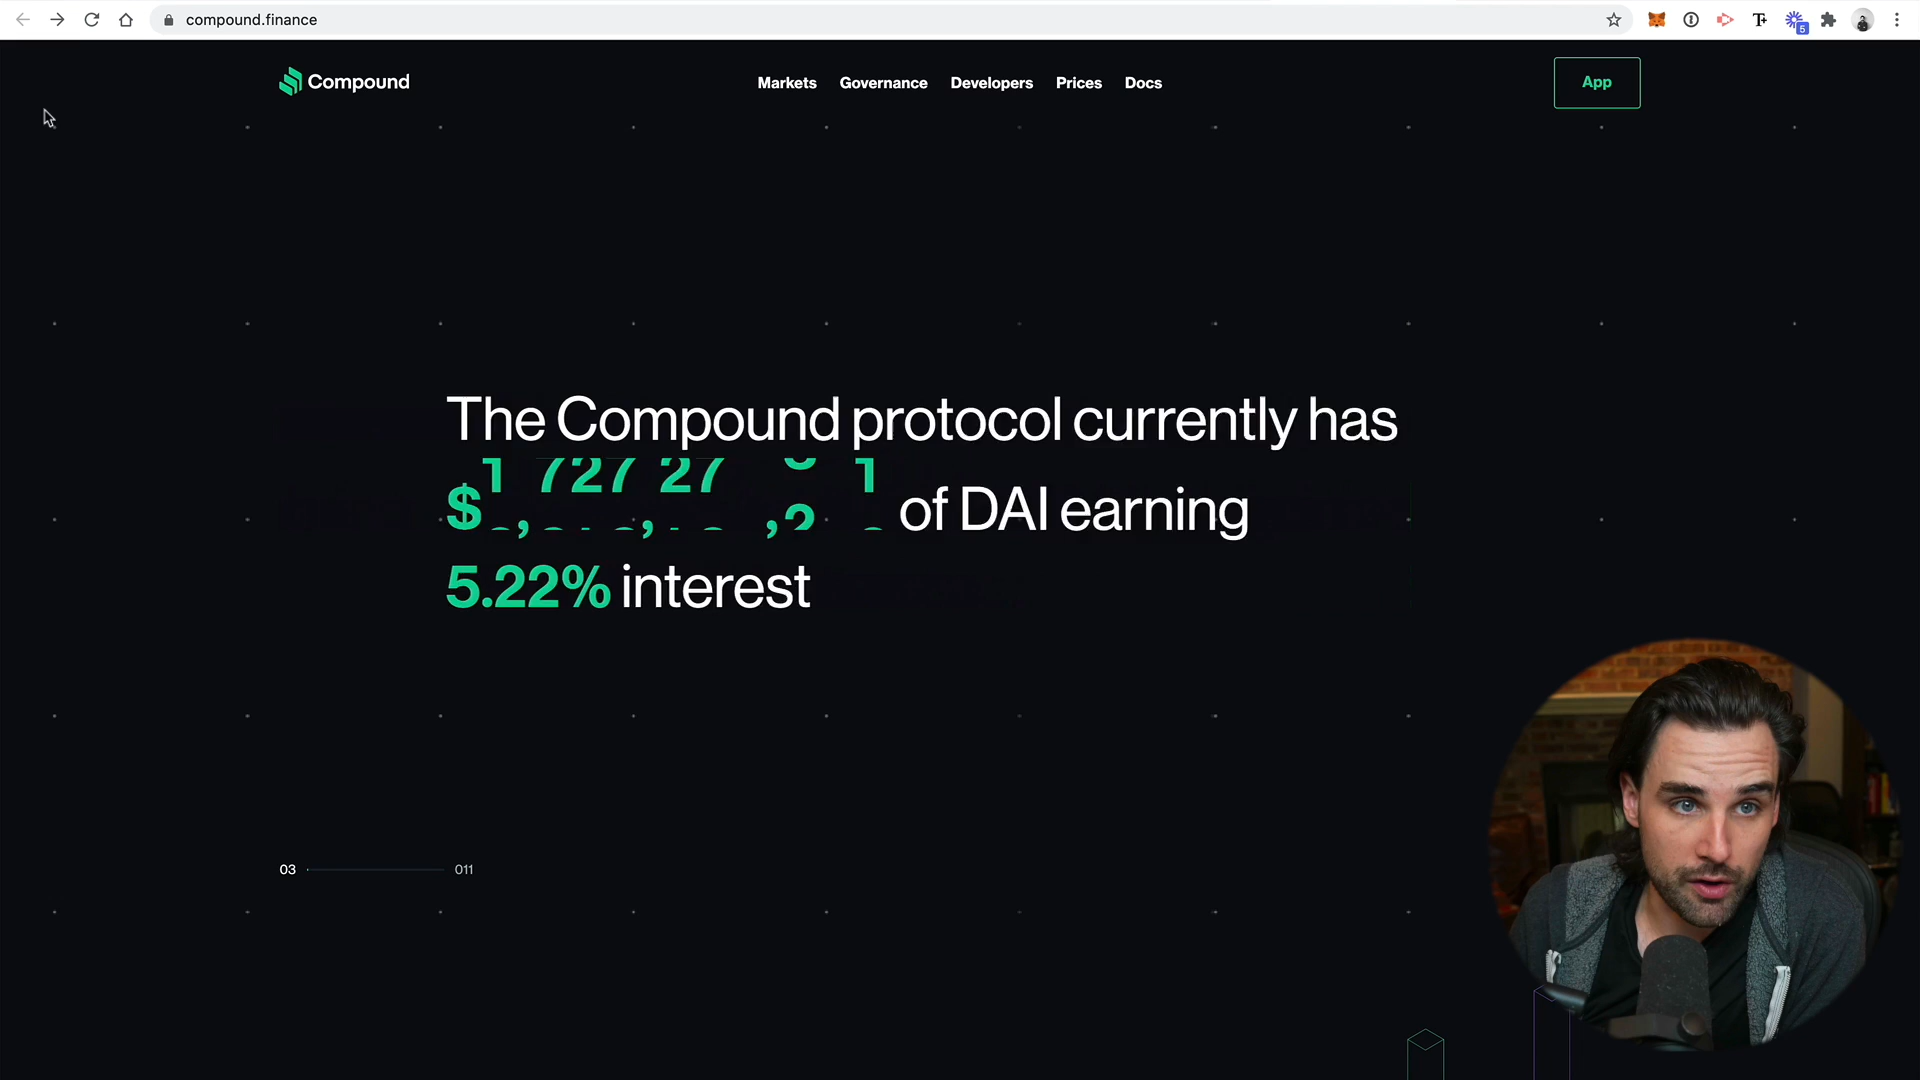 compound.finance
5
Compound
Markets Governance Developers Prices Docs
App
The Compound protocol currently has
$ of DAI earning
5.22% interest
03 011